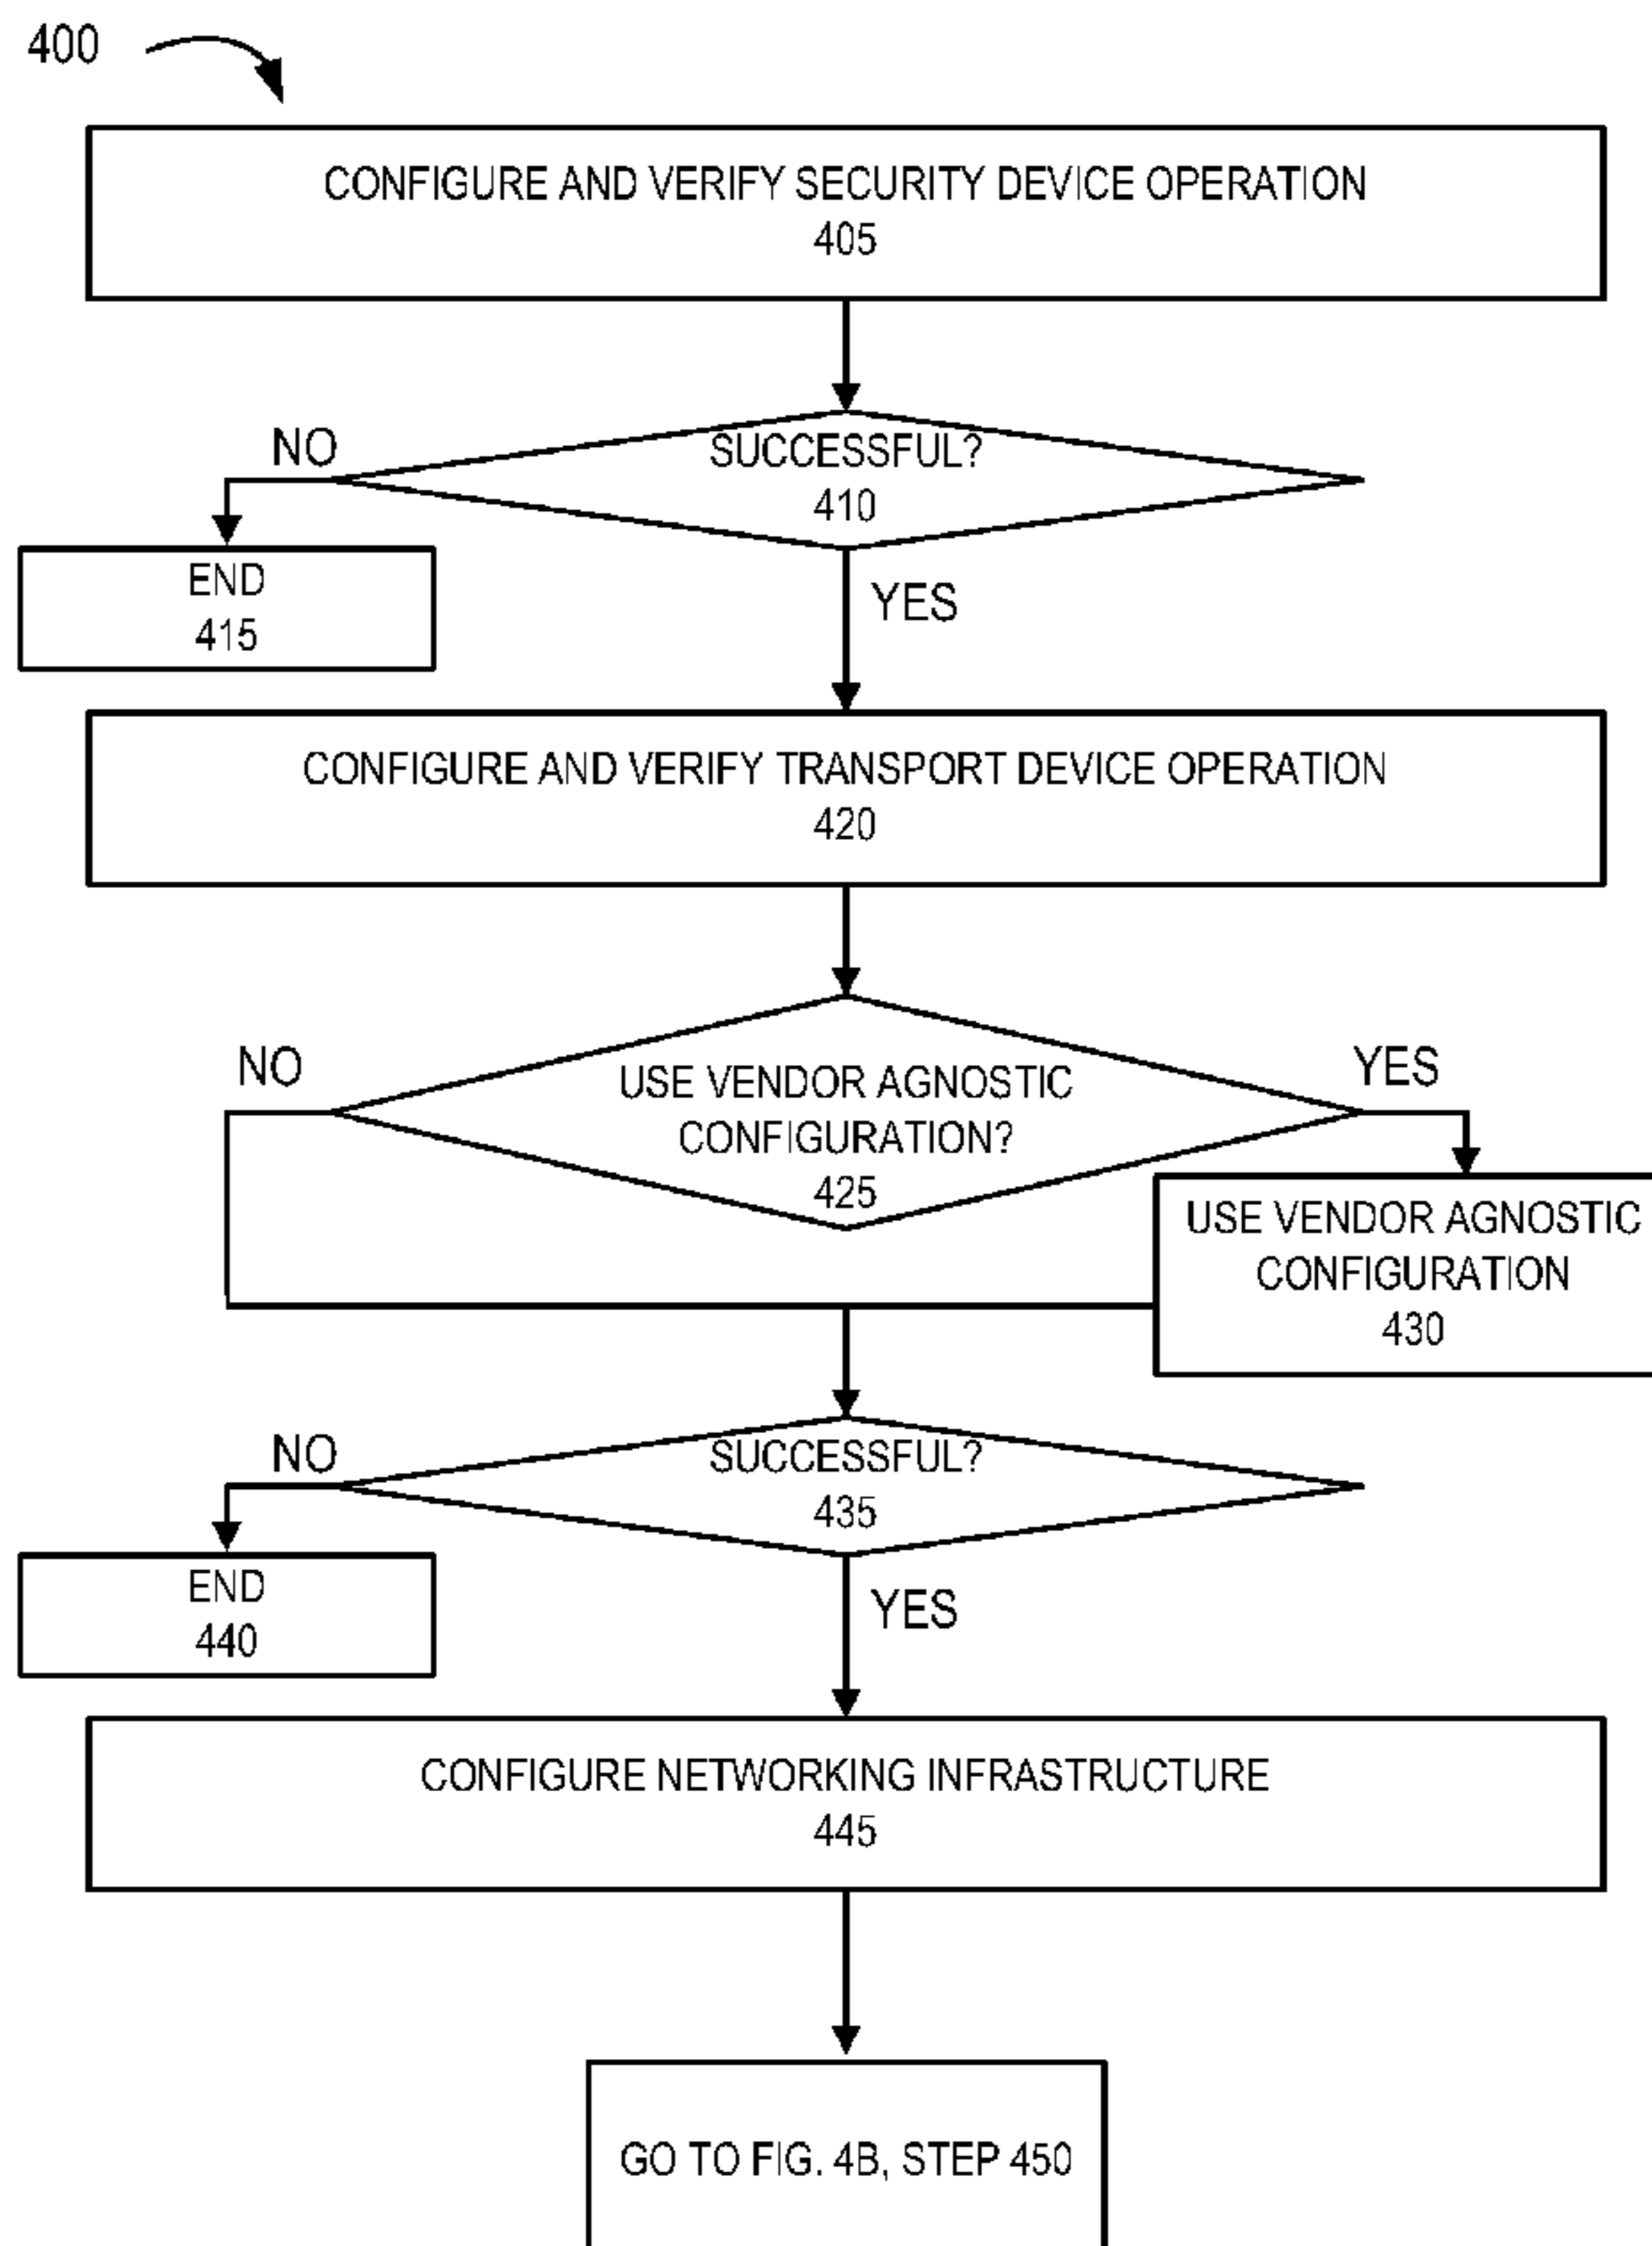 400
CONFIGURE AND VERIFY SECURITY DEVICE OPERATION
405
NO
SUCCESSFUL?
410
END
415
YES
CONFIGURE AND VERIFY TRANSPORT DEVICE OPERATION
420
NO
USE VENDOR AGNOSTIC
CONFIGURATION?
425
YES
USE VENDOR AGNOSTIC
CONFIGURATION
430
NO
SUCCESSFUL?
435
END
440
YES
CONFIGURE NETWORKING INFRASTRUCTURE
445
GO TO FIG. 4B, STEP 450